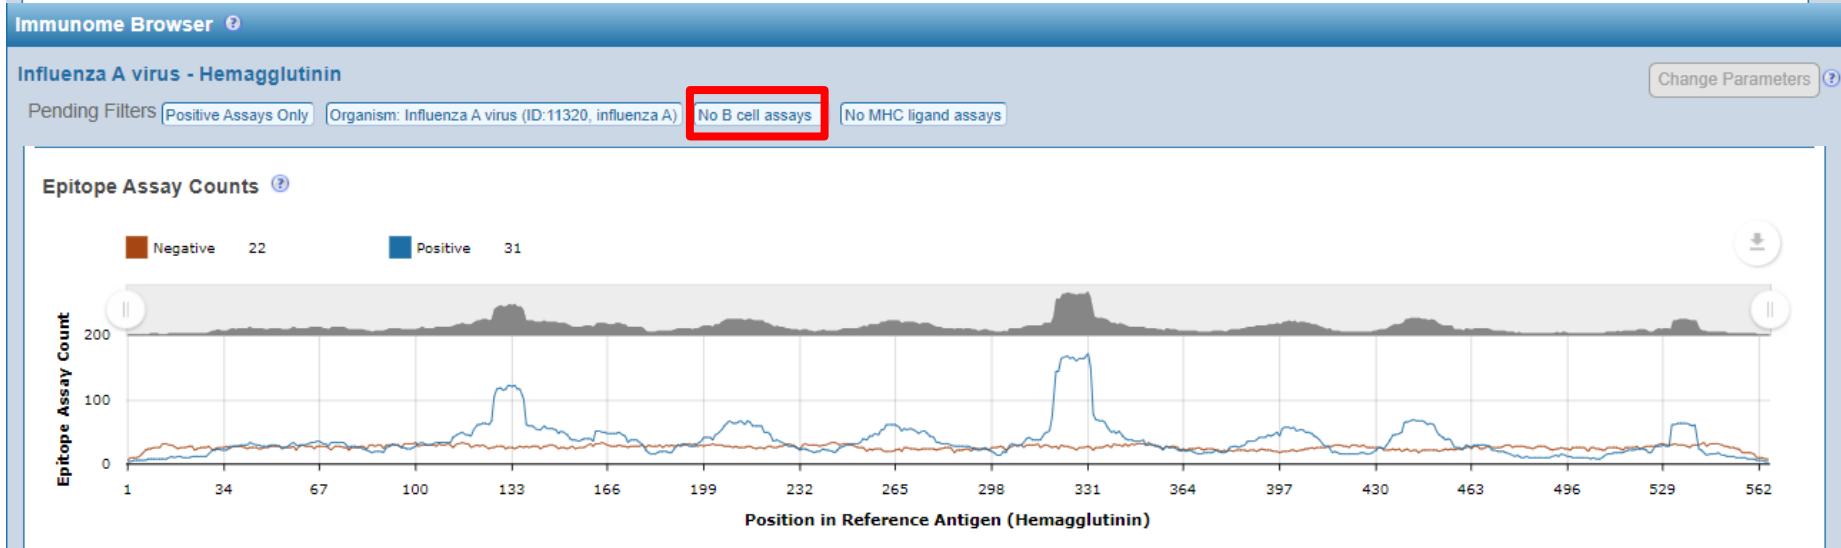 Immunome Browser ?
Influenza A virus - Hemagglutinin
Change Parameters ?
Pending Filters Positive Assays Only Organism: Influenza A virus (ID:11320, influenza A) No B cell assays No MHC ligand assays
Epitope Assay Counts ?
Negative 22 Positive 31
Epitope Assay Count
200
100
0
1 34 67 100 133 166 199 232 265 298 331 364 397 430 463 496 529 562
Position in Reference Antigen (Hemagglutinin)